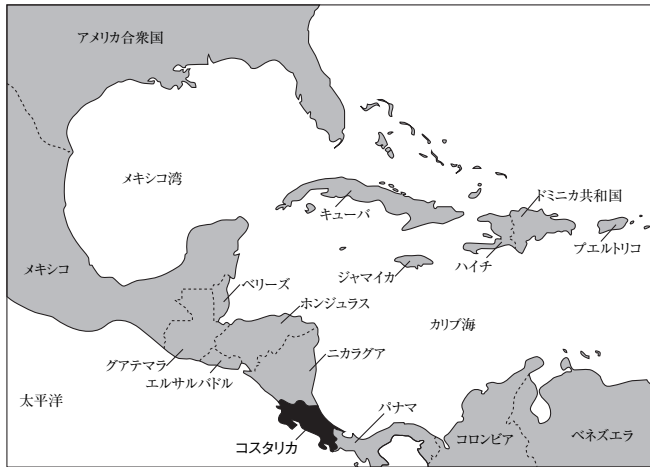 アメリカ合衆国
メキシコ湾
キューバ
ドミニカ共和国
プエルトリコ
ハイチ
ジャマイカ
メキシコ
ベリーズ
ホンジュラス
カリブ海
グアテマラ
エルサルバドル
ニカラグア
太平洋
パナマ
コスタリカ
コロンビア
ベネズエラ